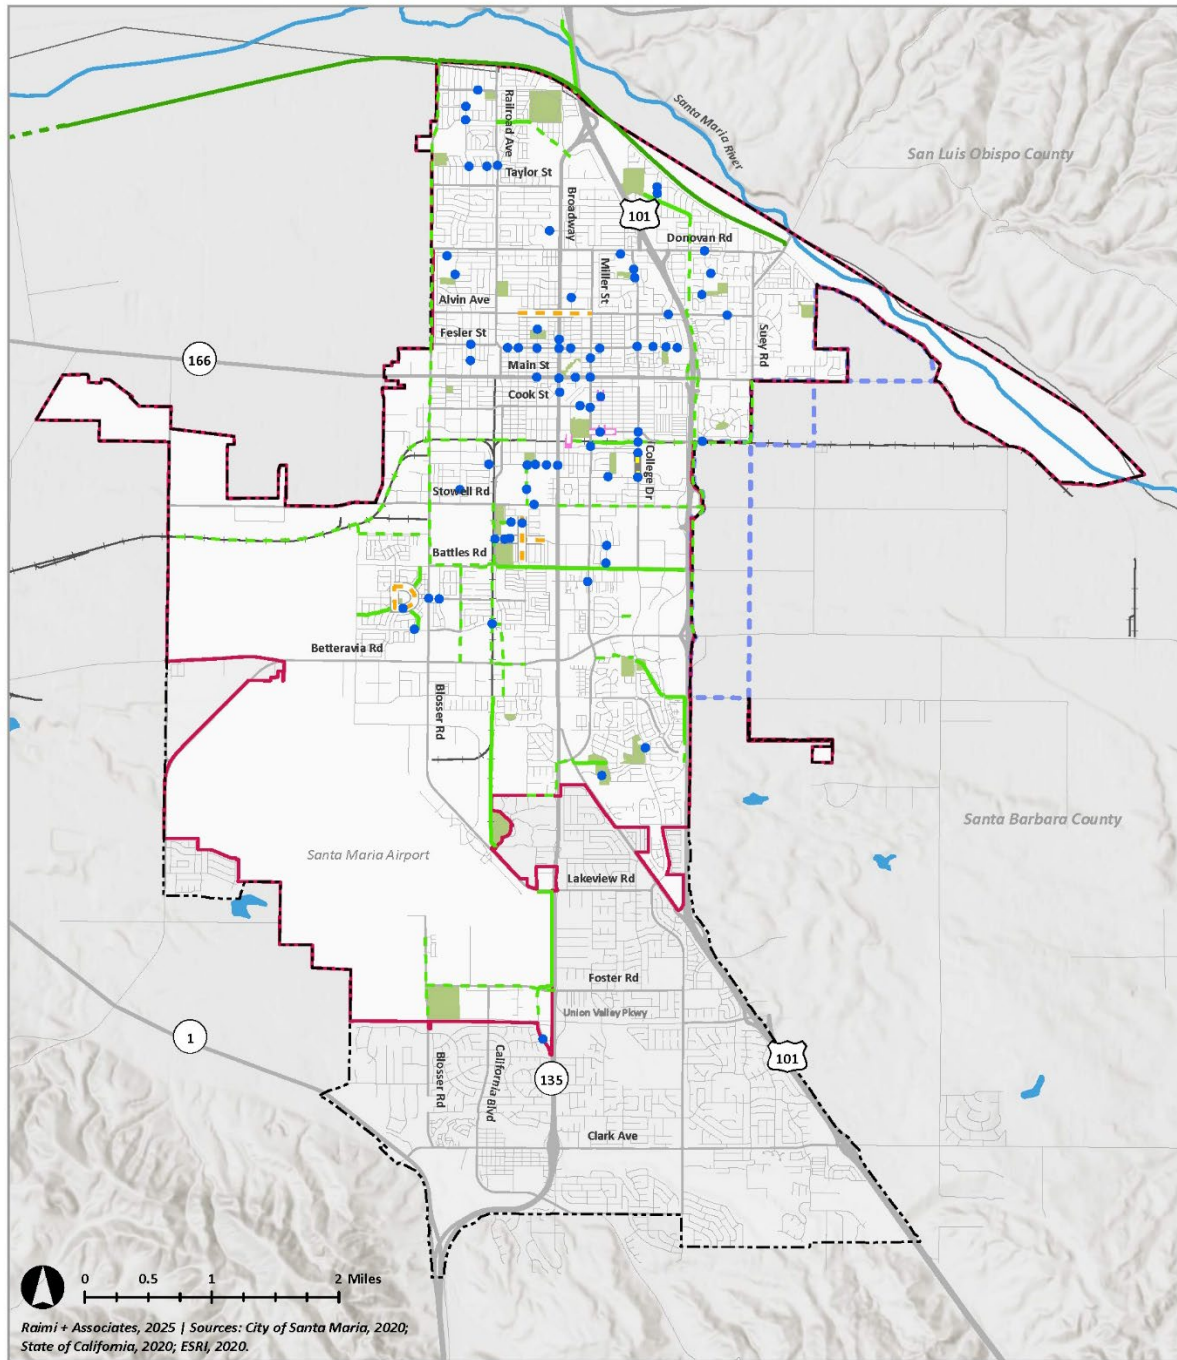 Santa Maria River
San Luis Obispo County
Railroad Ave
Taylor St
Broadway
101
Donovan Rd
Miller St
Alvin Ave
Fesler St
Suey Rd
166
Main St
Cook St
College Dr
Stowell Rd
Battles Rd
Betteravia Rd
Blosser Rd
Santa Maria Airport
Santa Barbara County
Lakeview Rd
Foster Rd
Union Valley Pkwy
1
Blosser Rd
California Blvd
135
101
Clark Ave
0 0.5 1 2 Miles
Raimi + Associates, 2025 | Sources: City of Santa Maria, 2020;
State of California, 2020; ESRI, 2020.